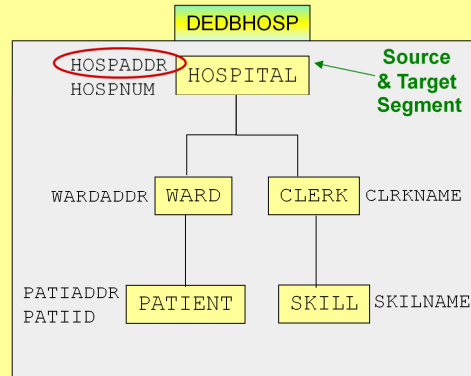 DEDBHOSP
HOSPADDR
HOSPNUM
HOSPITAL
Source
& Target
Segment
WARDADDR
WARD
CLERK
CLRKNAME
PATIADDR
PATIID
PATIENT
SKILL
SKILNAME